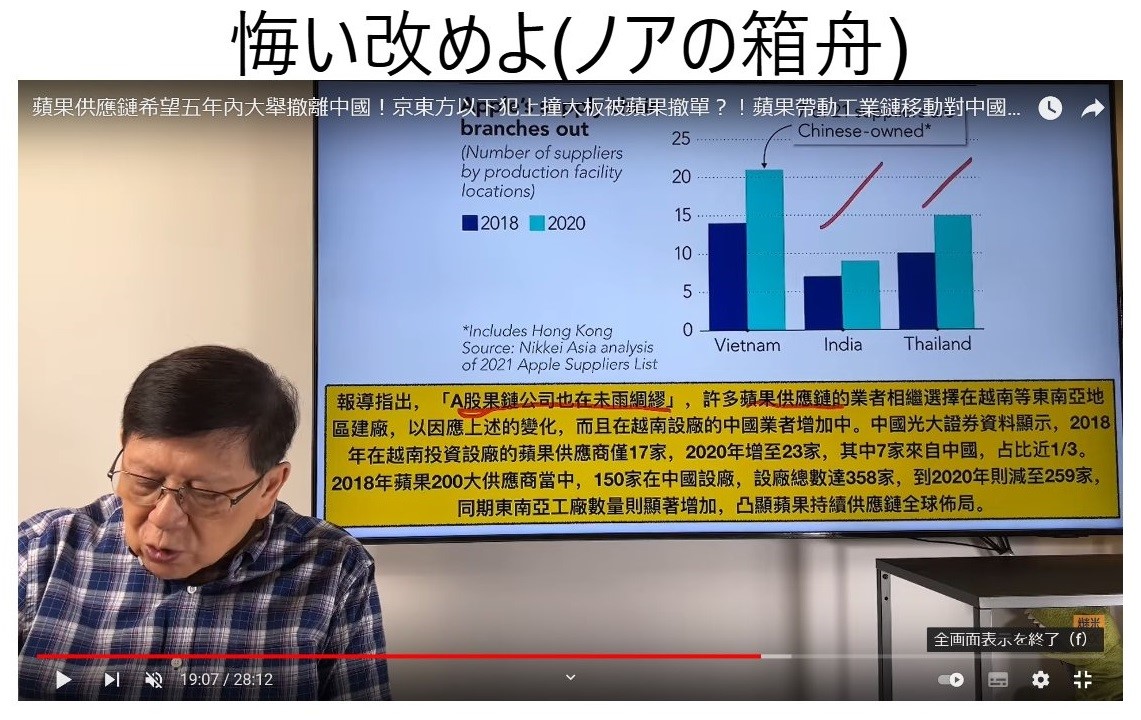 悔い改めよ(ノアの箱舟)
蘋果供應鏈希望五年內大舉撤離中國！京東方以下犯上撞大板被蘋果撤單？！蘋果帶動工業鏈移動對中國...
branches out
(Number of suppliers
by production facility
locations)
2018 2020
Chinese-owned*
25
20
15
10
5
0
Vietnam India Thailand
*Includes Hong Kong
Source: Nikkei Asia analysis
of 2021 Apple Suppliers List
報導指出，「A股果鏈公司也在未雨綢繆」，許多蘋果供應鏈的業者相繼選擇在越南等東南亞地
區建廠，以因應上述的變化，而且在越南設廠的中國業者增加中。中國光大證券資料顯示，2018
年在越南投資設廠的蘋果供應商僅17家，2020年增至23家，其中7家來自中國，占比近1/3。
2018年蘋果200大供應商當中，150家在中國設廠，設廠總數達358家，到2020年則減至259家，
同期東南亞工廠數量則顯著增加，凸顯蘋果持續供應鏈全球佈局。
全画面表示を終了（f）
19:07 / 28:12